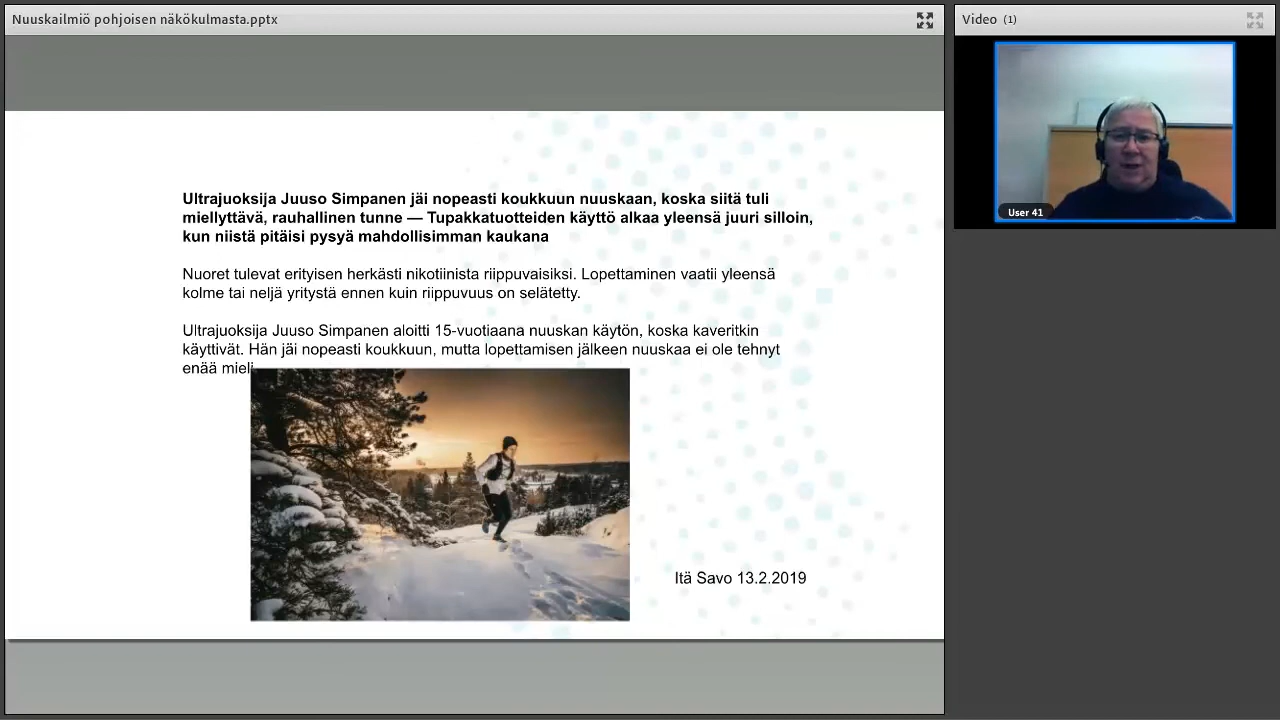 Nuuskailmiö pohjoisen näkökulmasta.pptx
Video (1)
User 41
Ultrajuoksija Juuso Simpanen jäi nopeasti koukkuun nuuskaan, koska siitä tuli
miellyttävä, rauhallinen tunne — Tupakkatuotteiden käyttö alkaa yleensä juuri silloin,
kun niistä pitäisi pysyä mahdollisimman kaukana
Nuoret tulevat erityisen herkästi nikotiinista riippuvaisiksi. Lopettaminen vaatii yleensä
kolme tai neljä yritystä ennen kuin riippuvuus on selätetty.
Ultrajuoksija Juuso Simpanen aloitti 15-vuotiaana nuuskan käytön, koska kaveritkin
käyttivät. Hän jäi nopeasti koukkuun, mutta lopettamisen jälkeen nuuskaa ei ole tehnyt
enää mieli.
Itä Savo 13.2.2019